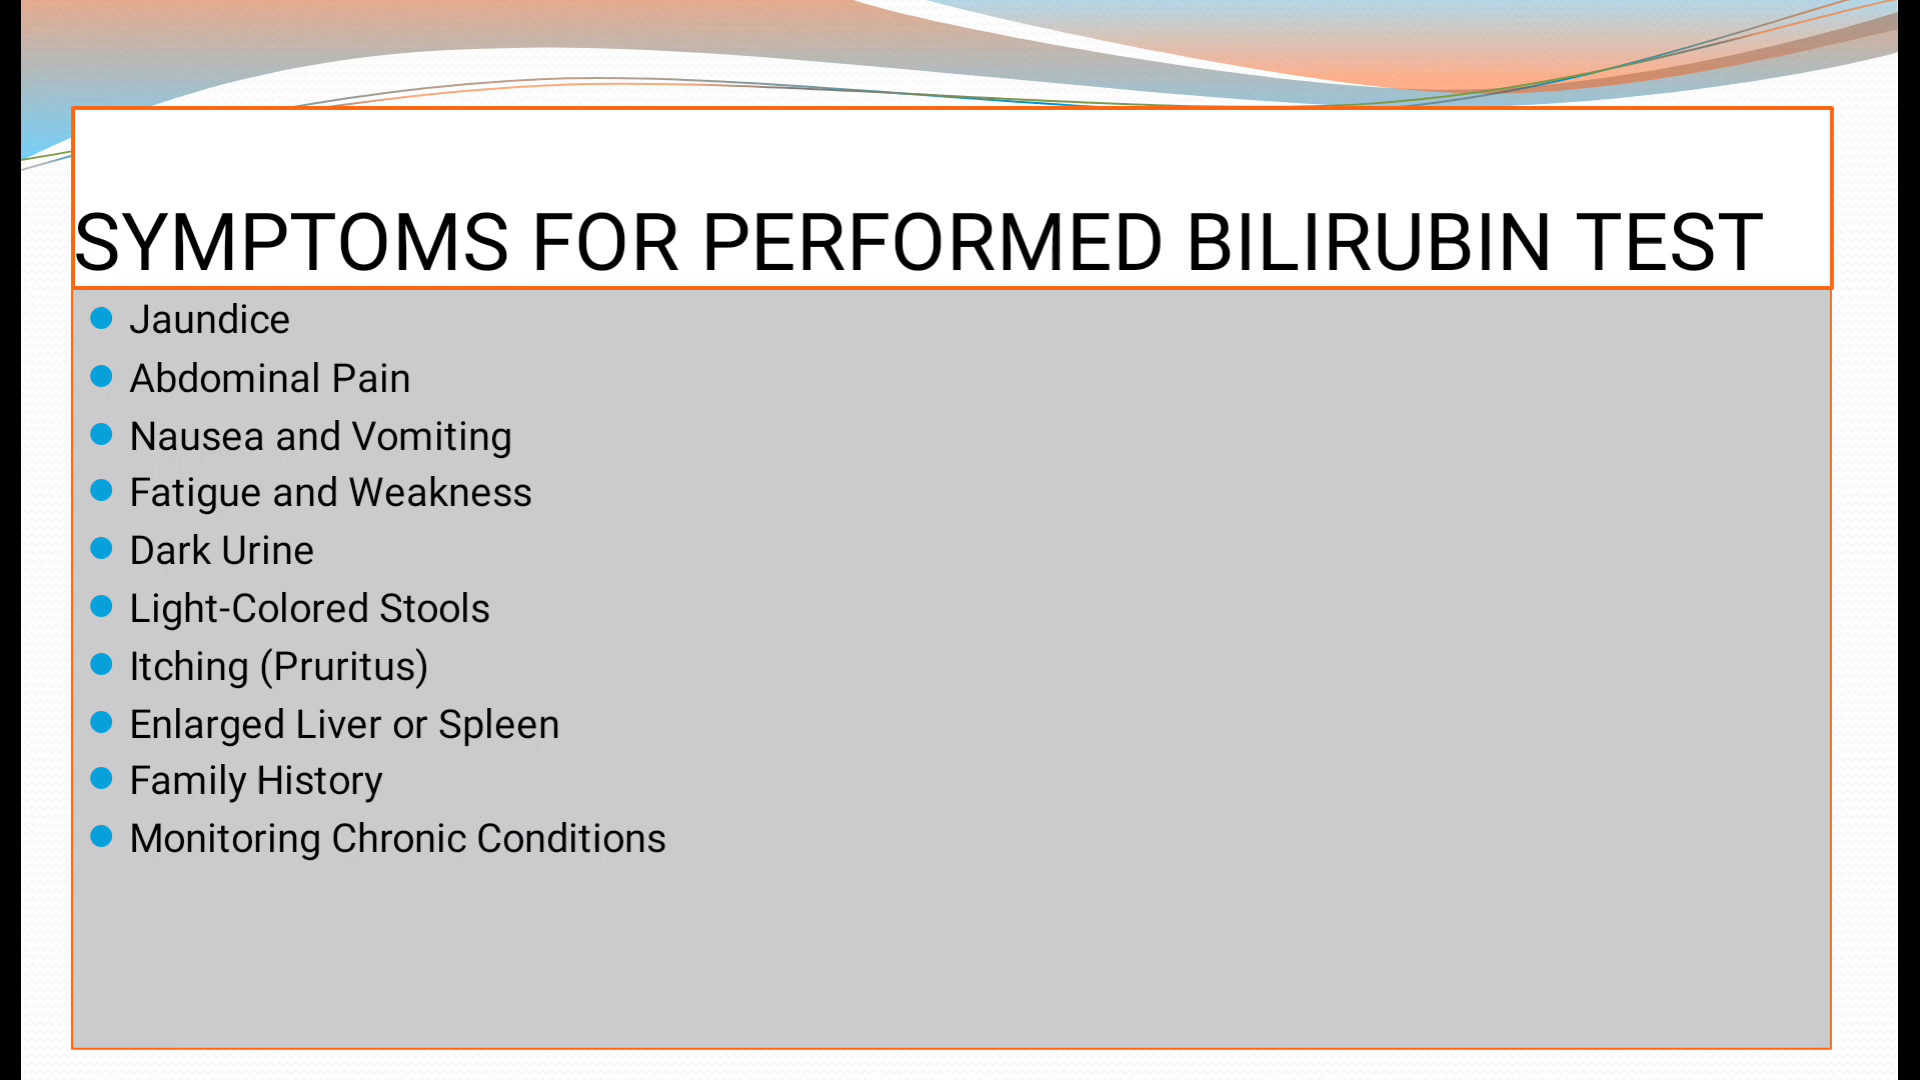 SYMPTOMS FOR PERFORMED BILIRUBIN TEST
Jaundice
Abdominal Pain
Nausea and Vomiting
Fatigue and Weakness
Dark Urine
Light-Colored Stools
Itching (Pruritus)
Enlarged Liver or Spleen
Family History
Monitoring Chronic Conditions